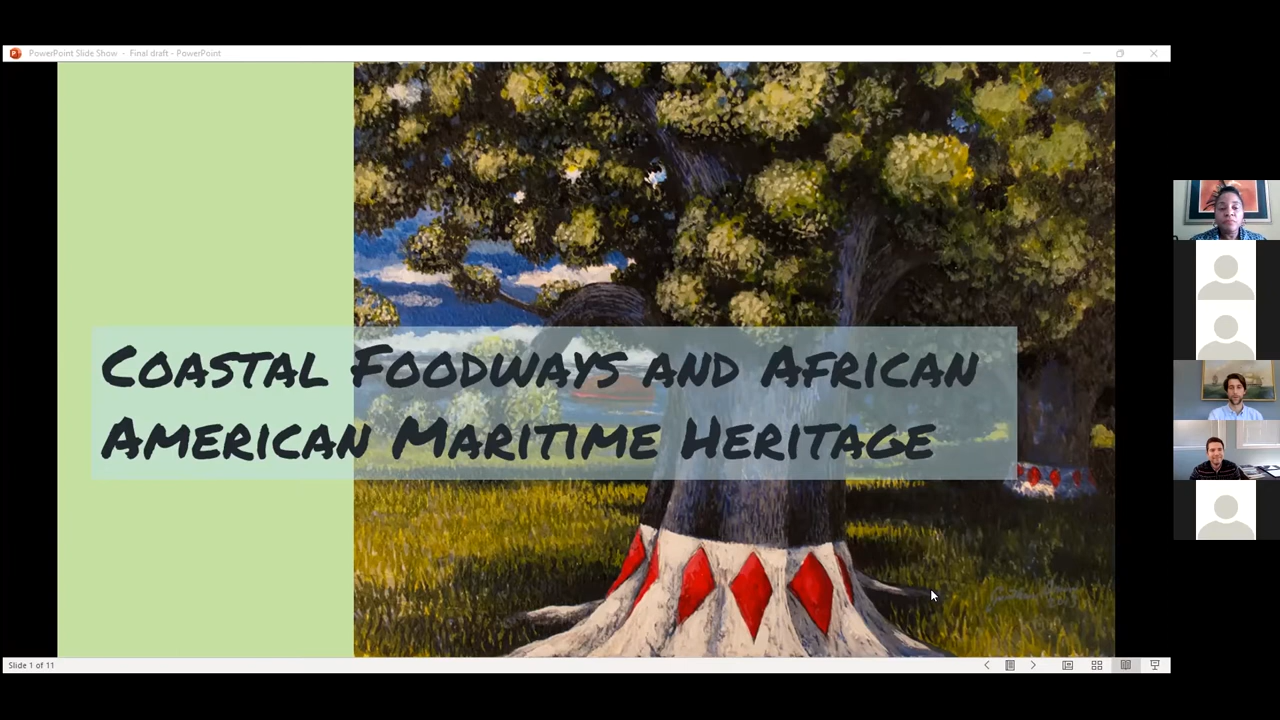 PowerPoint Slide Show - Final draft - PowerPoint
Coastal Foodways and African
American Maritime Heritage
Slide 1 of 11